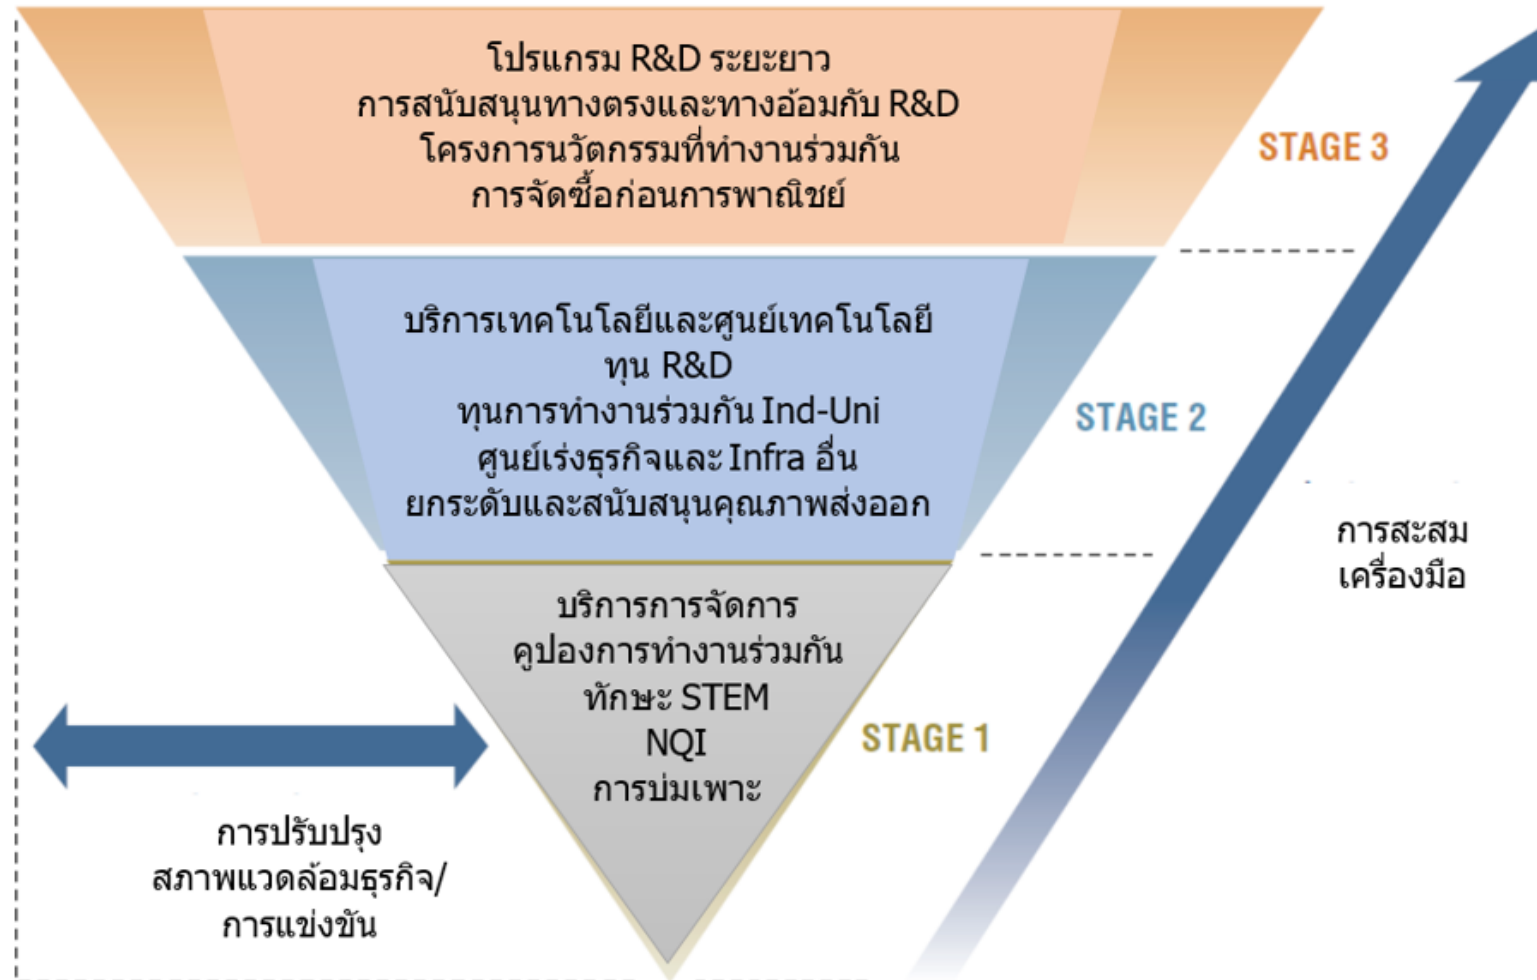 โปรแกรม R&D ระยะยาว
การสนับสนุนทางตรงและทางอ้อมกับ R&D
โครงการนวัตกรรมที่ทำงานร่วมกัน
การจัดซื้อก่อนการพาณิชย์
STAGE 3
บริการเทคโนโลยีและศูนย์เทคโนโลยี
ทุน R&D
ทุนการทำงานร่วมกัน Ind-Uni
ศูนย์เร่งธุรกิจและ Infra อื่น
ยกระดับและสนับสนุนคุณภาพส่งออก
STAGE 2
การสะสม
เครื่องมือ
บริการการจัดการ
คูปองการทำงานร่วมกัน
ทักษะ STEM
NQI
การบ่มเพาะ
STAGE 1
การปรับปรุง
สภาพแวดล้อมธุรกิจ/
การแข่งขัน